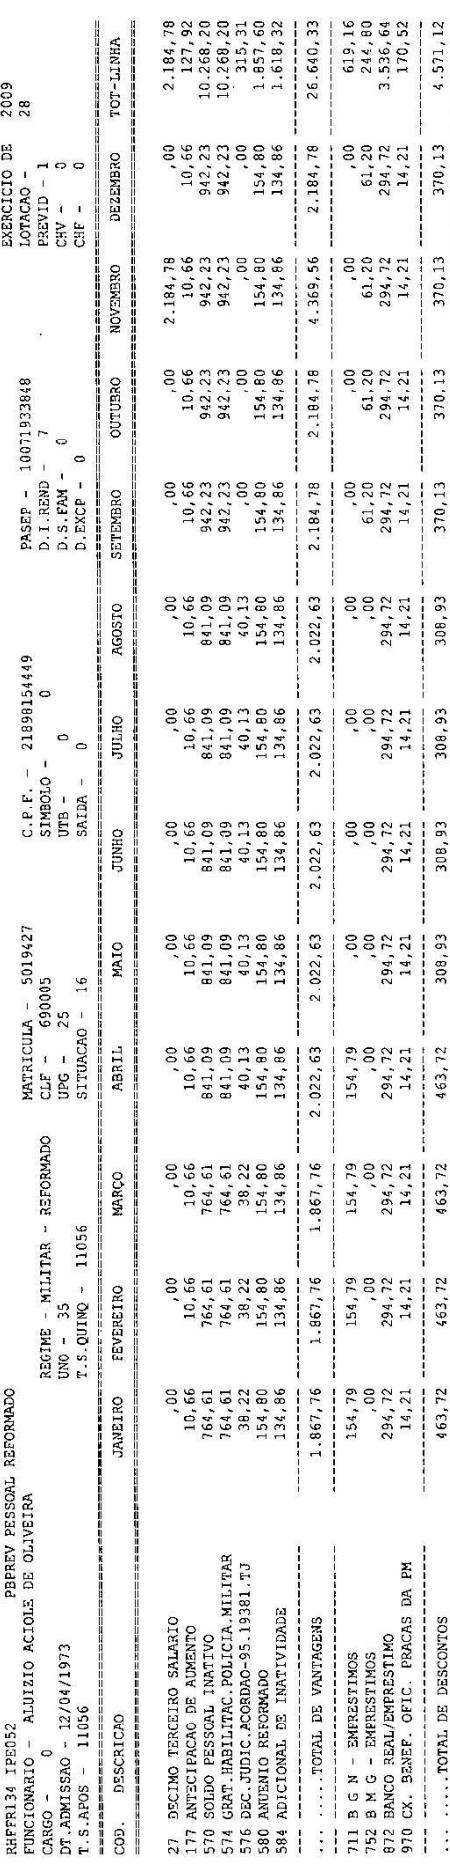 RHFFR134 IPE052 PBPREV PESSOAL REFORMADO EXERCICIO DE 2009
FUNCIONARIO - ALUIZIO ACIOLE DE OLIVEIRA MATRICULA - 5019427 C.P.F. - 21898154449 PASEP - 10071933848 LOTACAO - 28
CARGO - 0 REGIME - MILITAR - REFORMADO CLF - 690005 SIMBOLO - 0 D.I.REND - 7 PREVID - 1
DT.ADMISSAO - 12/04/1973 UNO - 35 UPG - 25 UTB - 0 D.S.FAM - 0 CHV - 0
T.S.APOS - 11056 T.S.QUINQ - 11056 SITUACAO - 16 SAIDA - 0 D.EXCP - 0 CHF - 0
COD. DESCRICAO JANEIRO FEVEREIRO MARÇO ABRIL MAIO JUNHO JULHO AGOSTO SETEMBRO OUTUBRO NOVEMBRO DEZEMBRO TOT-LINHA
27 DECIMO TERCEIRO SALARIO ,00 ,00 ,00 ,00 ,00 ,00 ,00 ,00 ,00 ,00 2.184,78 ,00 2.184,78
177 ANTECIPACAO DE AUMENTO 10,66 10,66 10,66 10,66 10,66 10,66 10,66 10,66 10,66 10,66 10,66 10,66 127,92
570 SOLDO PESSOAL INATIVO 764,61 764,61 764,61 841,09 841,09 841,09 841,09 841,09 942,23 942,23 942,23 942,23 10.268,20
574 GRAT.HABILITAC.POLICIA.MILITAR 764,61 764,61 764,61 841,09 841,09 841,09 841,09 841,09 942,23 942,23 942,23 942,23 10.268,20
576 DEC.JUDIC.ACORDAO-95.19381.TJ 38,22 38,22 38,22 40,13 40,13 40,13 40,13 40,13 ,00 ,00 ,00 ,00 315,31
580 ANUENIO REFORMADO 154,80 154,80 154,80 154,80 154,80 154,80 154,80 154,80 154,80 154,80 154,80 154,80 1.857,60
584 ADICIONAL DE INATIVIDADE 134,86 134,86 134,86 134,86 134,86 134,86 134,86 134,86 134,86 134,86 134,86 134,86 1.618,32
... .....TOTAL DE VANTAGENS 1.867,76 1.867,76 1.867,76 2.022,63 2.022,63 2.022,63 2.022,63 2.022,63 2.184,78 2.184,78 4.369,56 2.184,78 26.640,33
711 B G N - EMPRESTIMOS 154,79 154,79 154,79 154,79 ,00 ,00 ,00 ,00 ,00 ,00 ,00 ,00 619,16
752 B M G - EMPRESTIMOS ,00 ,00 ,00 ,00 ,00 ,00 ,00 ,00 61,20 61,20 61,20 61,20 244,80
872 BANCO REAL/EMPRESTIMO 294,72 294,72 294,72 294,72 294,72 294,72 294,72 294,72 294,72 294,72 294,72 294,72 3.536,64
970 CX. BENEF. OFIC. PRACAS DA PM 14,21 14,21 14,21 14,21 14,21 14,21 14,21 14,21 14,21 14,21 14,21 14,21 170,52
... .....TOTAL DE DESCONTOS 463,72 463,72 463,72 463,72 308,93 308,93 308,93 308,93 370,13 370,13 370,13 370,13 4.571,12